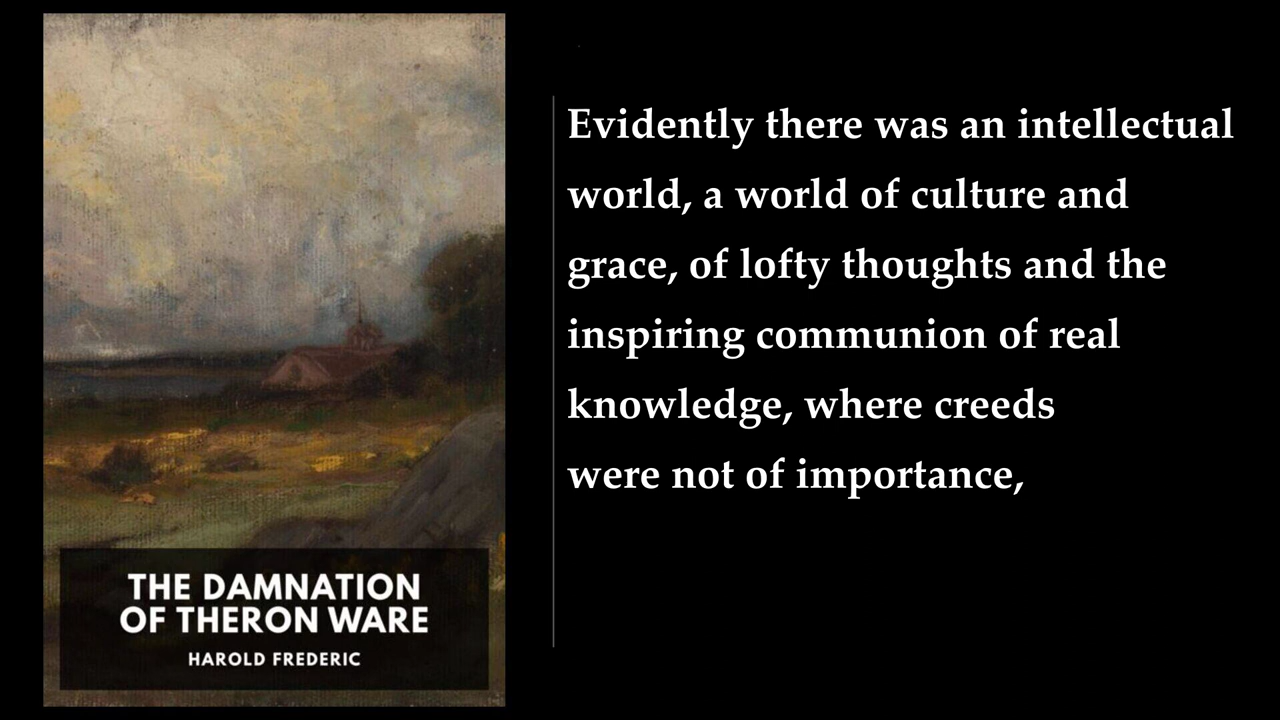 THE DAMNATION
OF THERON WARE
HAROLD FREDERIC
Evidently there was an intellectual
world, a world of culture and
grace, of lofty thoughts and the
inspiring communion of real
knowledge, where creeds
were not of importance,